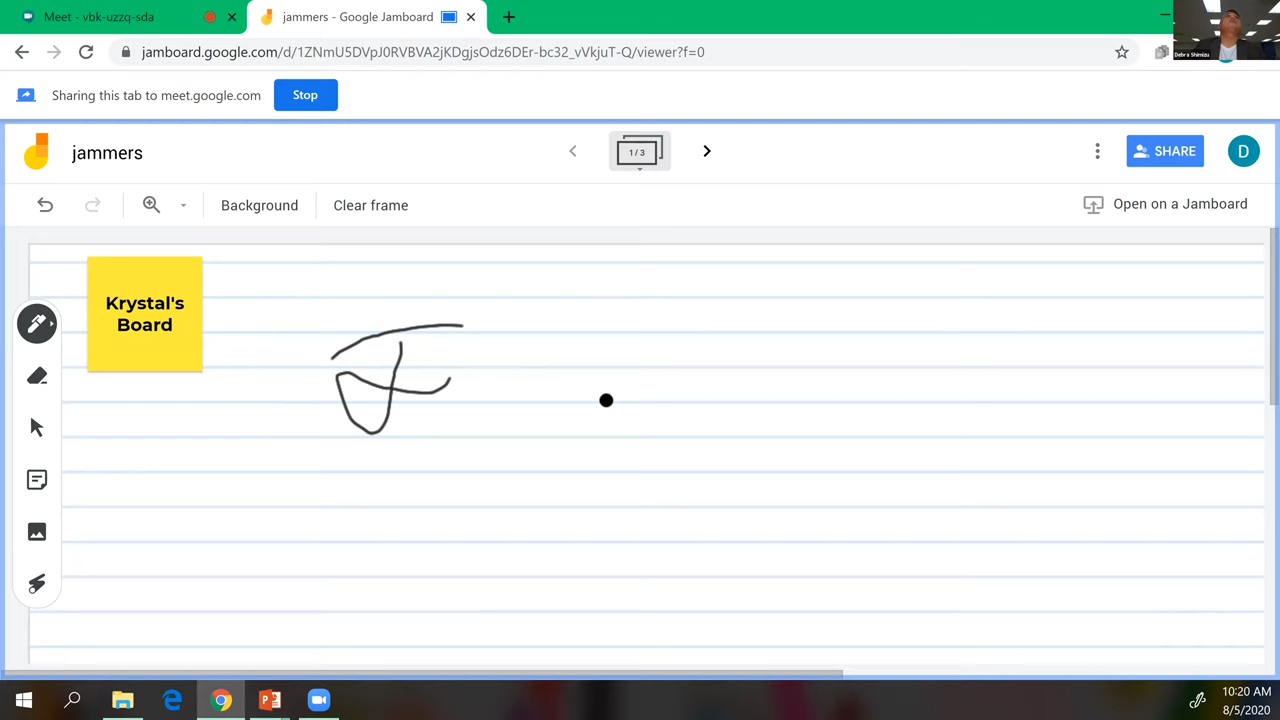 Meet - vbk-uzzq-sda
jammers - Google Jamboard
jamboard.google.com/d/1ZNmU5DVpJ0RVBVA2jKDgjsOdz6DEr-bc32_vVkjuT-Q/viewer?f=0
Debra Shimizu
Sharing this tab to meet.google.com
Stop
jammers
1 / 3
SHARE
D
Background
Clear frame
Open on a Jamboard
Krystal's
Board
10:20 AM
8/5/2020